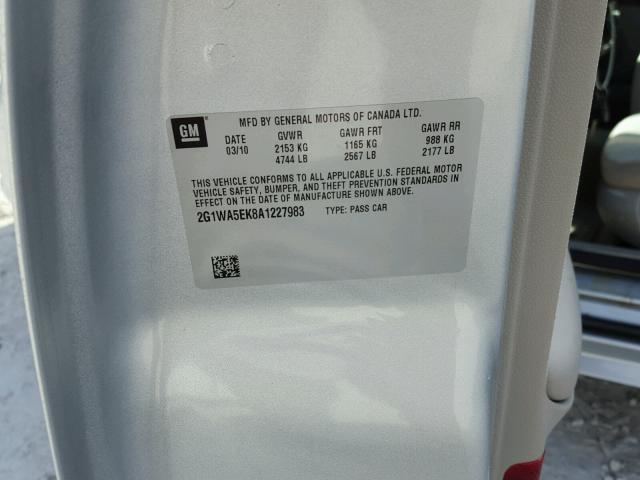 GM
MFD BY GENERAL MOTORS OF CANADA LTD.
DATE GVWR GAWR FRT GAWR RR
03/10 2153 KG 1165 KG 988 KG
4744 LB 2567 LB 2177 LB
THIS VEHICLE CONFORMS TO ALL APPLICABLE U.S. FEDERAL MOTOR
VEHICLE SAFETY, BUMPER, AND THEFT PREVENTION STANDARDS IN
EFFECT ON THE DATE OF MANUFACTURE SHOWN ABOVE.
2G1WA5EK8A1227983 TYPE: PASS CAR